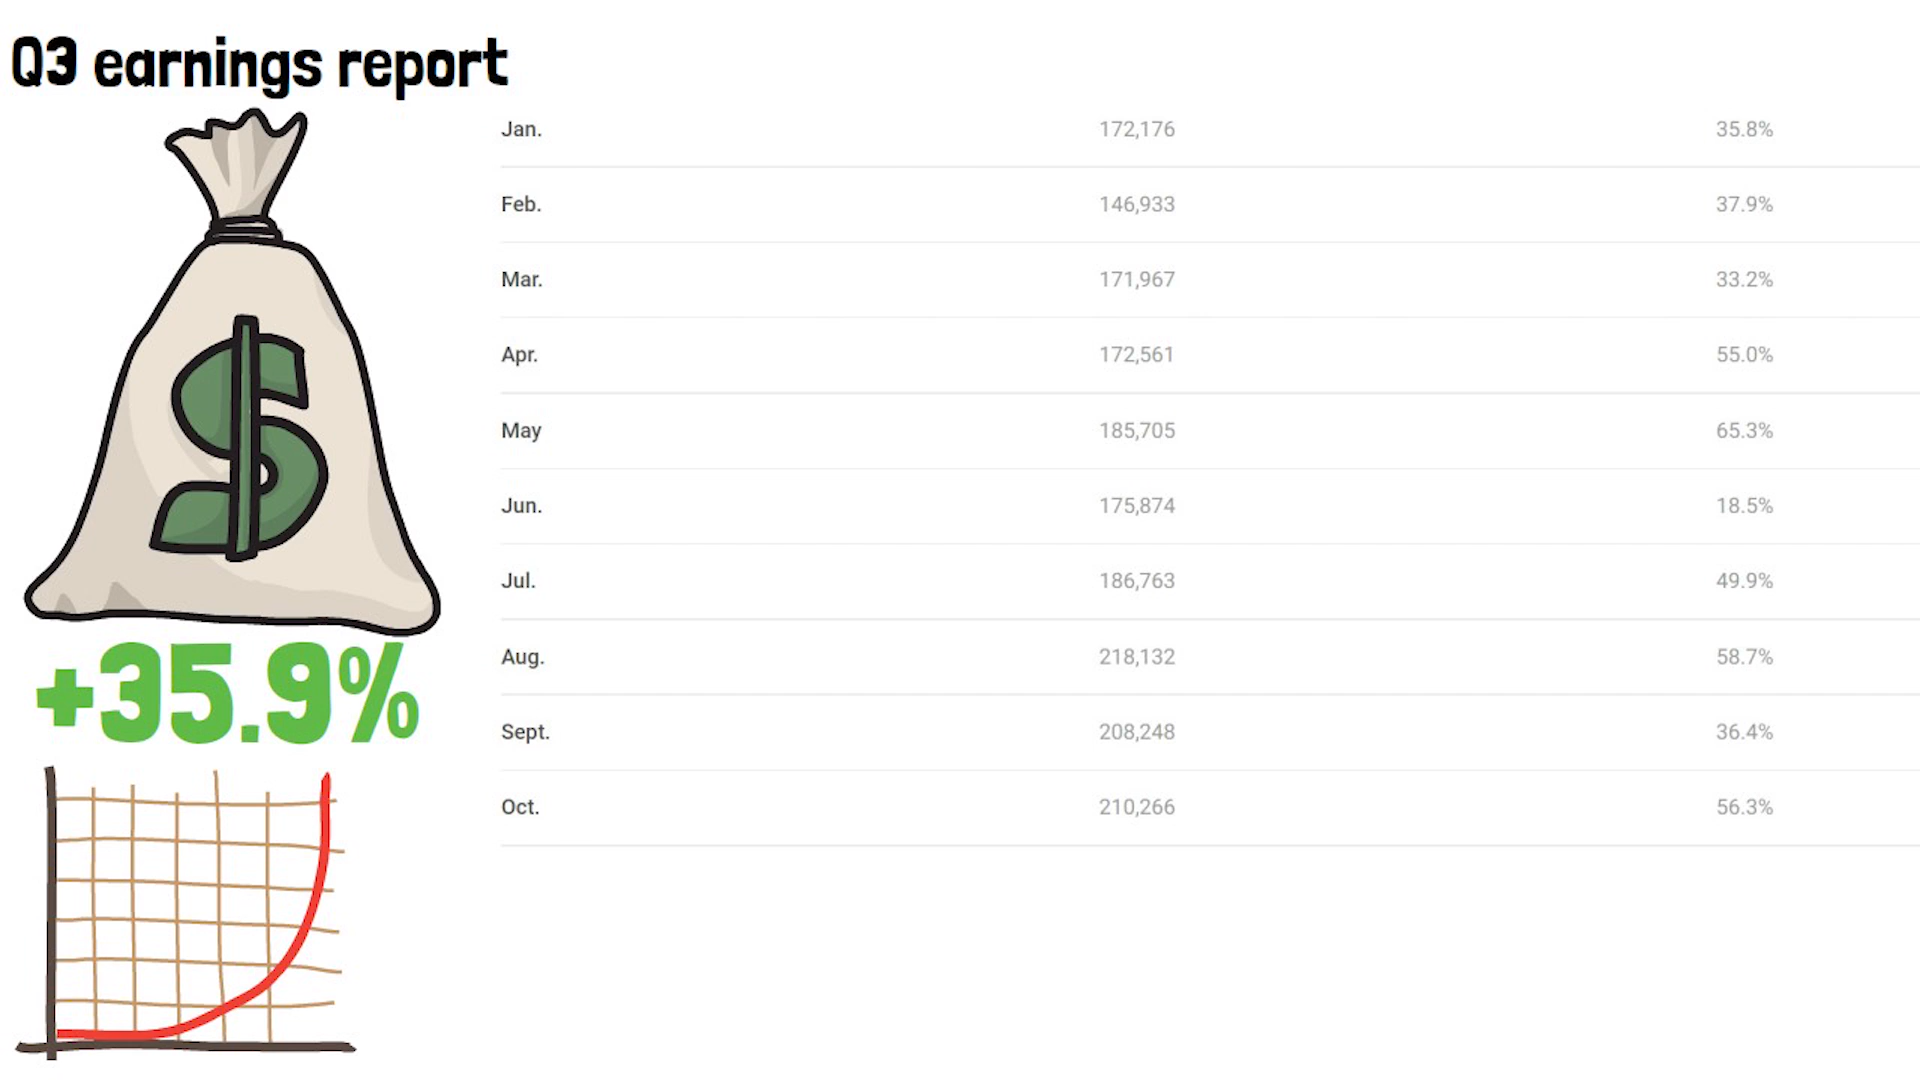 Q3 earnings report
Jan. 172,176 35.8%
Feb. 146,933 37.9%
Mar. 171,967 33.2%
Apr. 172,561 55.0%
May 185,705 65.3%
Jun. 175,874 18.5%
Jul. 186,763 49.9%
Aug. 218,132 58.7%
Sept. 208,248 36.4%
Oct. 210,266 56.3%
$
+35.9%